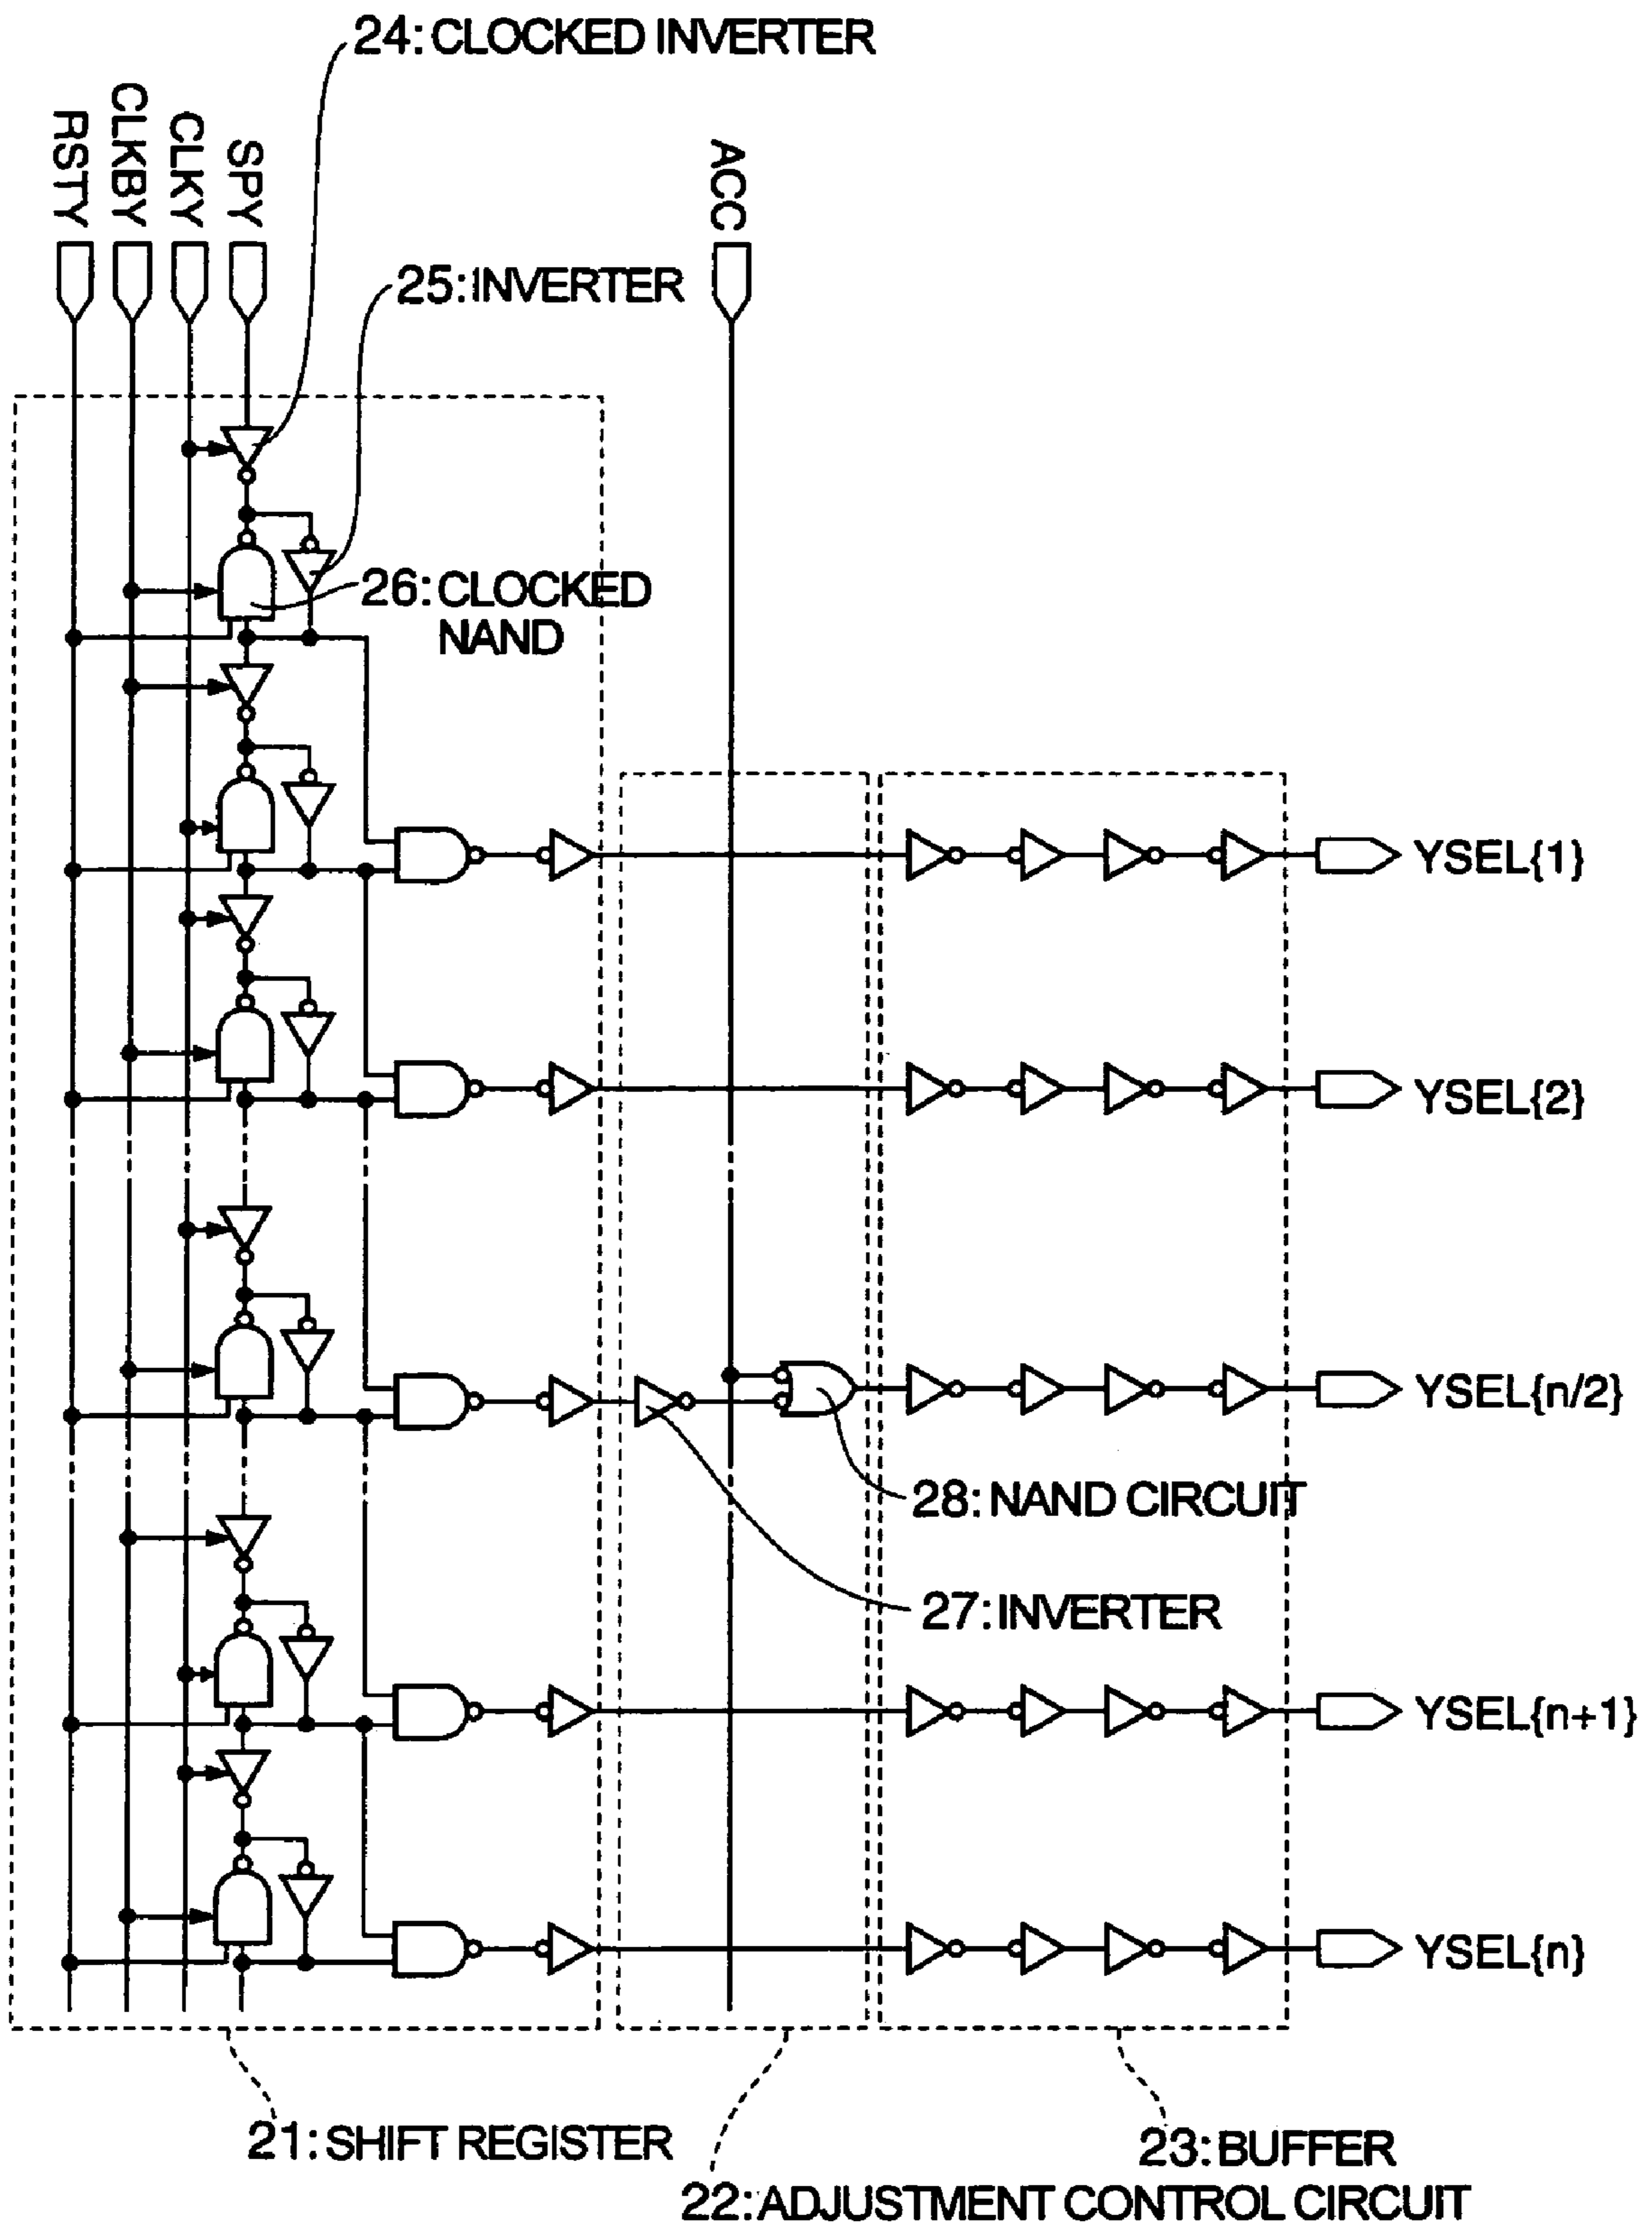 24: CLOCKED INVERTER
RSTY
CLKBY
CLKY
SPY
ACC
25: INVERTER
26: CLOCKED
NAND
YSEL{1}
YSEL{2}
YSEL{n/2}
28: NAND CIRCUIT
27: INVERTER
YSEL{n+1}
YSEL{n}
21: SHIFT REGISTER
23: BUFFER
22: ADJUSTMENT CONTROL CIRCUIT